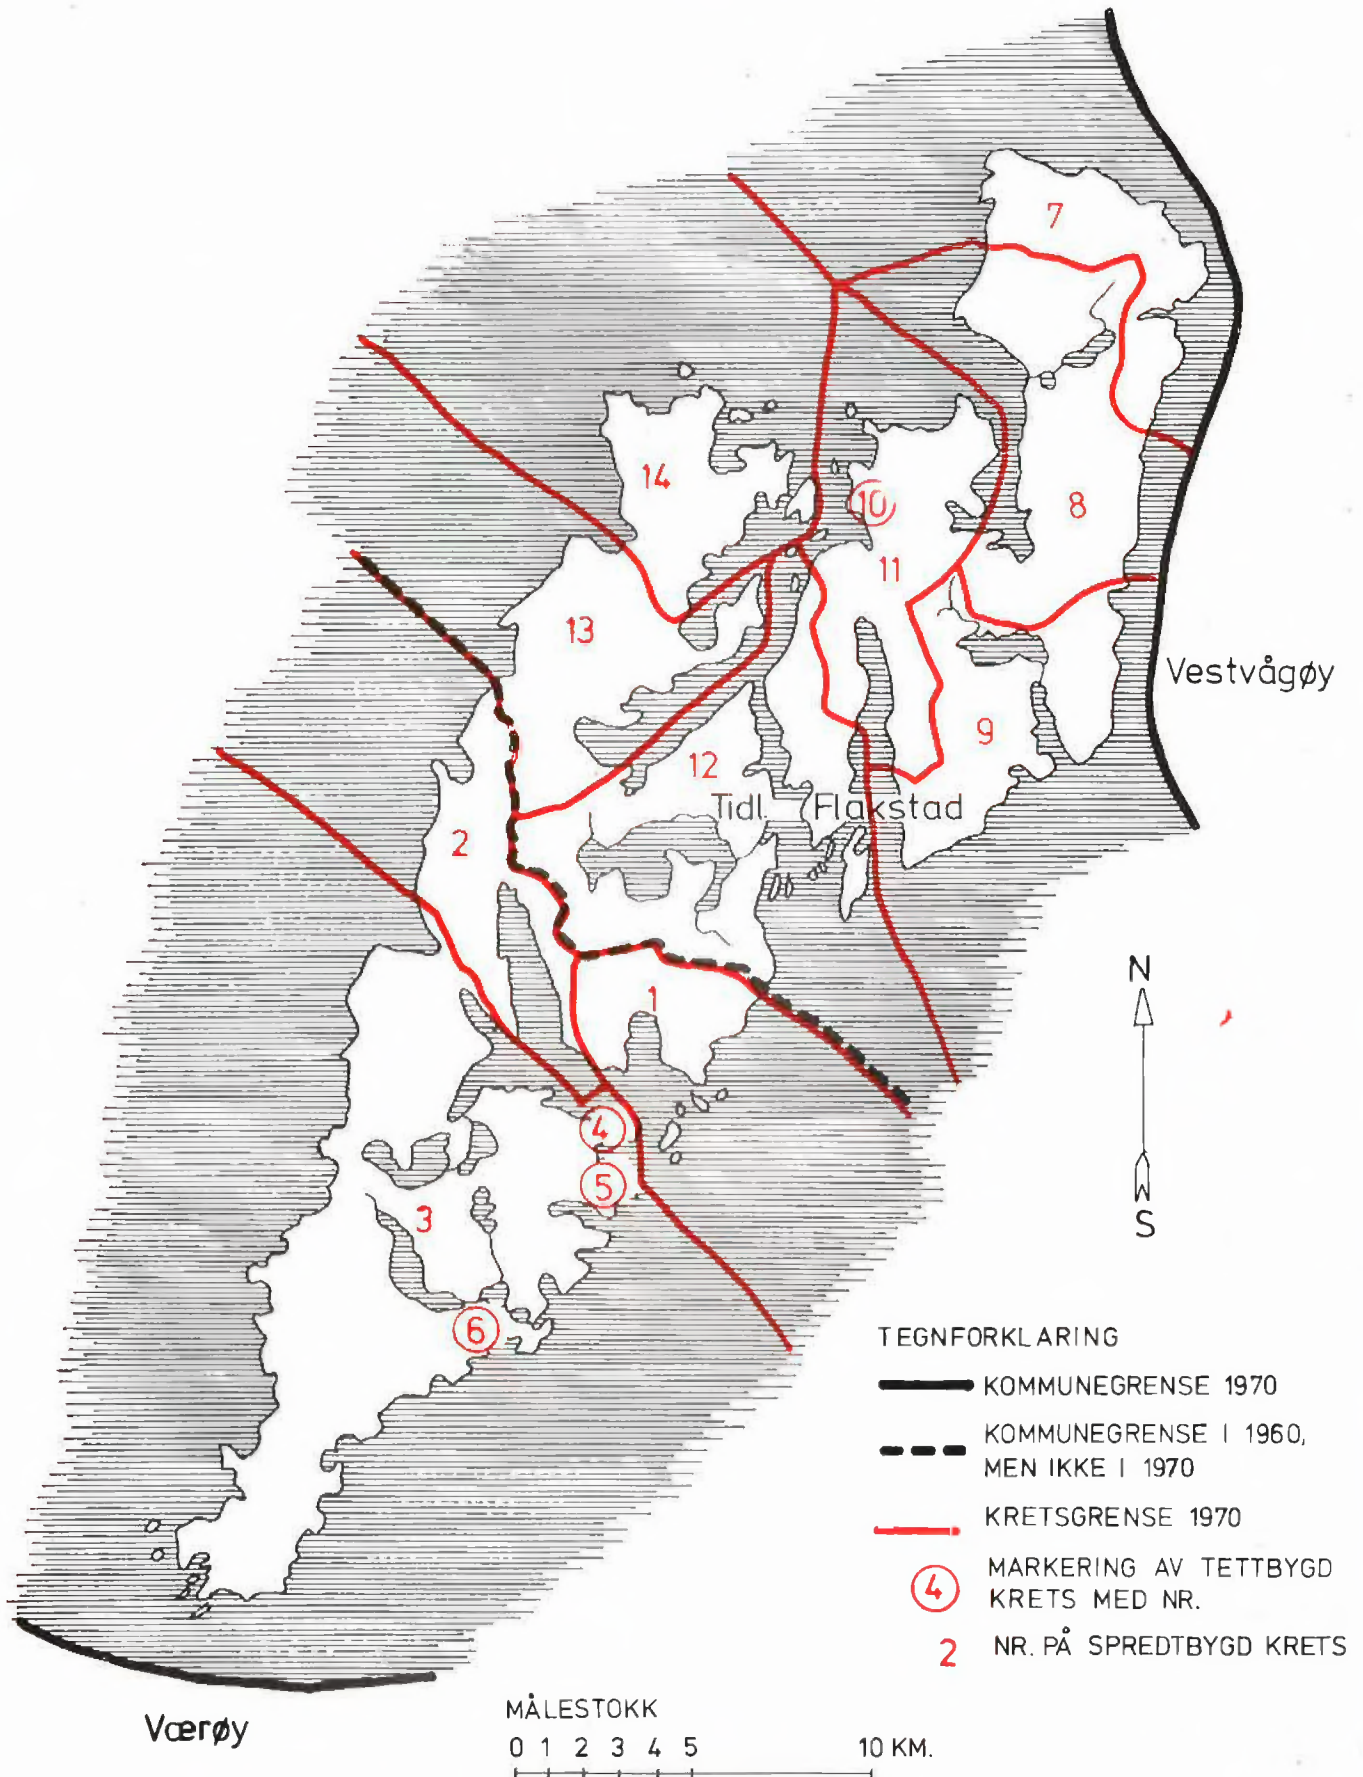 7
14
10
8
11
13
Vestvågøy
9
12
Tidl. Flakstad
2
N
1
4
5
3
S
6
TEGNFORKLARING
KOMMUNEGRENSE 1970
KOMMUNEGRENSE I 1960,
MEN IKKE I 1970
KRETSGRENSE 1970
4 MARKERING AV TETTBYGD
KRETS MED NR.
2 NR. PÅ SPREDTBYGD KRETS
MÅLESTOKK
Værøy
0 1 2 3 4 5 10 KM.